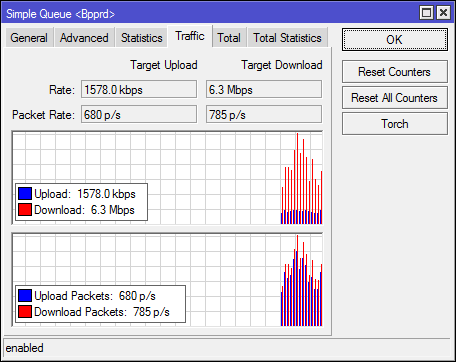 Simple Queue <Bpprd>
General Advanced Statistics Traffic Total Total Statistics
OK
Target Upload Target Download
Rate: 1578.0 kbps 6.3 Mbps
Reset Counters
Reset All Counters
Packet Rate: 680 p/s 785 p/s
Torch
Upload: 1578.0 kbps
Download: 6.3 Mbps
Upload Packets: 680 p/s
Download Packets: 785 p/s
enabled